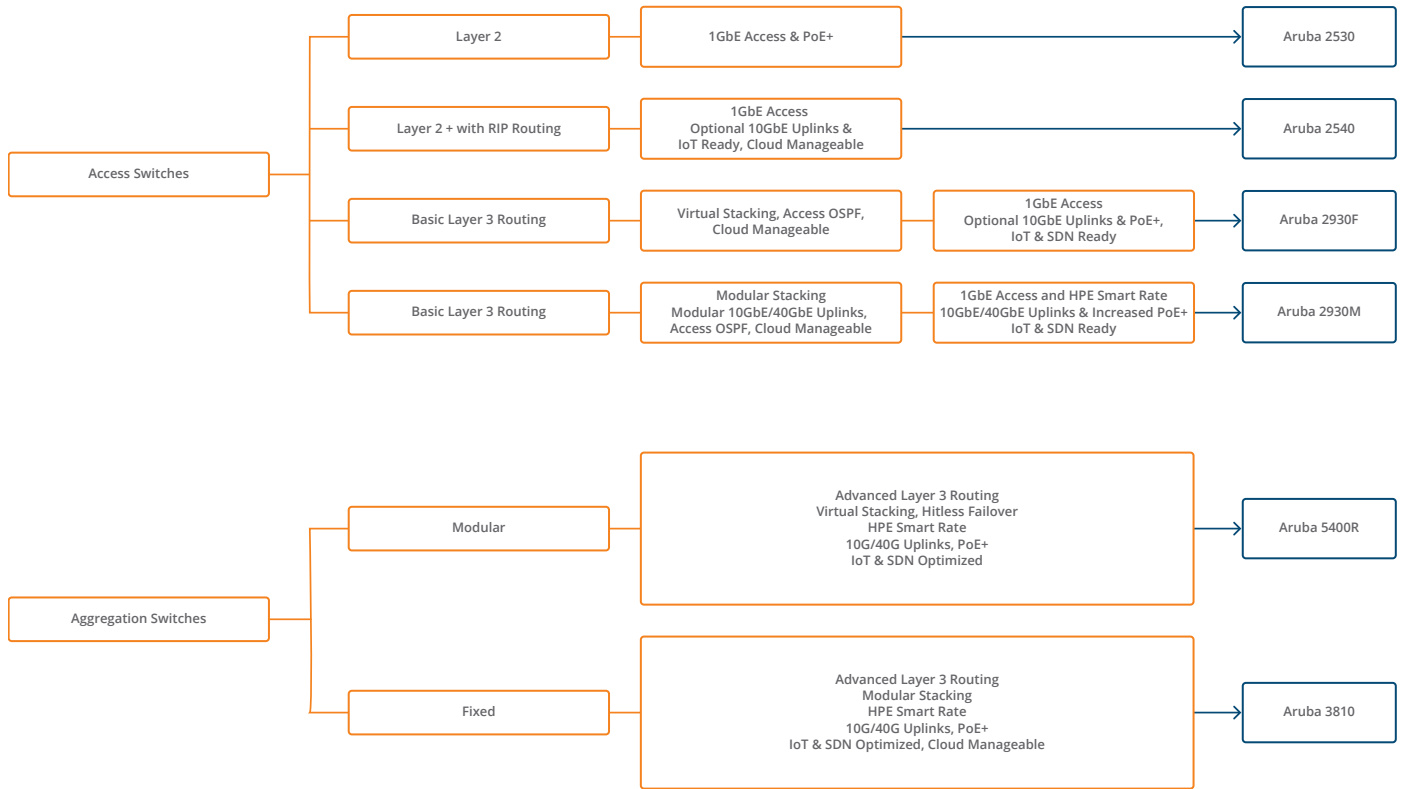 Layer 2
1GbE Access & PoE+
Aruba 2530
Layer 2 + with RIP Routing
1GbE Access
Optional 10GbE Uplinks &
IoT Ready, Cloud Manageable
Aruba 2540
Access Switches
Basic Layer 3 Routing
Virtual Stacking, Access OSPF,
Cloud Manageable
1GbE Access
Optional 10GbE Uplinks & PoE+,
IoT & SDN Ready
Aruba 2930F
Basic Layer 3 Routing
Modular Stacking
Modular 10GbE/40GbE Uplinks,
Access OSPF, Cloud Manageable
1GbE Access and HPE Smart Rate
10GbE/40GbE Uplinks & Increased PoE+
IoT & SDN Ready
Aruba 2930M
Modular
Advanced Layer 3 Routing
Virtual Stacking, Hitless Failover
HPE Smart Rate
10G/40G Uplinks, PoE+
IoT & SDN Optimized
Aruba 5400R
Aggregation Switches
Fixed
Advanced Layer 3 Routing
Modular Stacking
HPE Smart Rate
10G/40G Uplinks, PoE+
IoT & SDN Optimized, Cloud Manageable
Aruba 3810